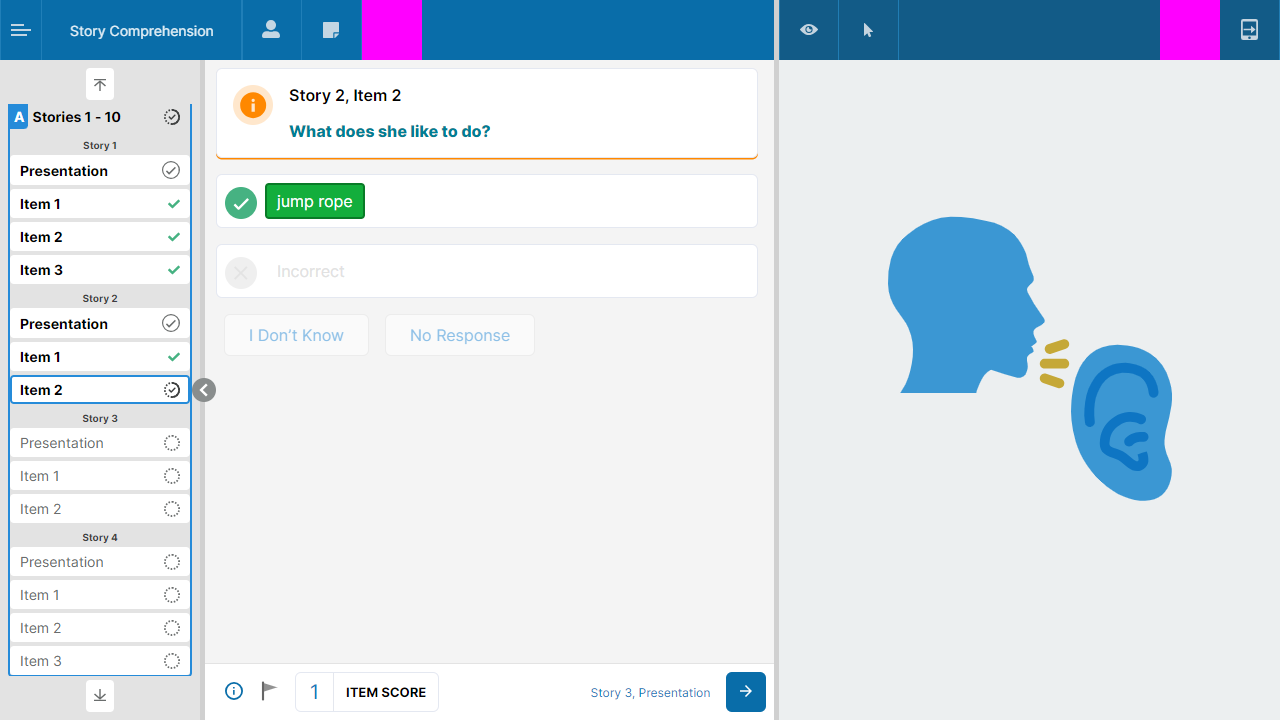 Story Comprehension
A Stories 1 - 10
Story 1
Presentation
Item 1
Item 2
Item 3
Story 2
Presentation
Item 1
Item 2
Story 3
Presentation
Item 1
Item 2
Story 4
Presentation
Item 1
Item 2
Item 3
Story 2, Item 2
What does she like to do?
jump rope
Incorrect
I Don't Know
No Response
1 ITEM SCORE
Story 3, Presentation